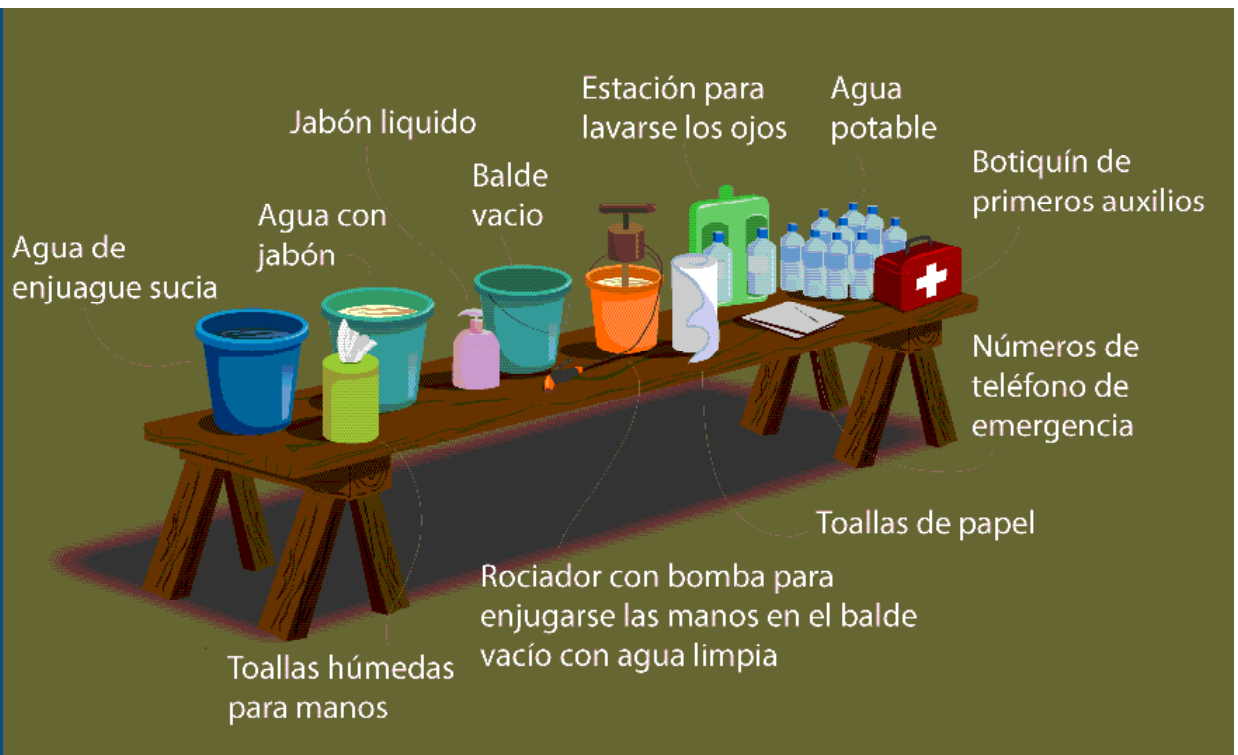 Estación para
lavarse los ojos
Agua
potable
Jabón liquido
Botiquín de
primeros auxilios
Balde
vacio
Agua con
jabón
Agua de
enjuague sucia
Números de
teléfono de
emergencia
Toallas de papel
Rociador con bomba para
enjugarse las manos en el balde
vacío con agua limpia
Toallas húmedas
para manos